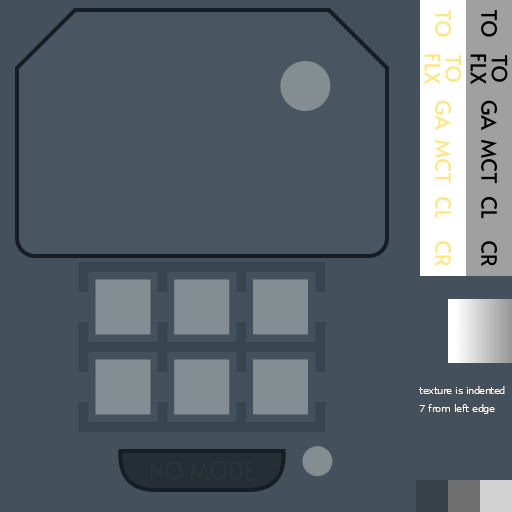 TO
TO
FLX
GA
MCT
CL
CR
TO
TO
FLX
GA
MCT
CL
CR
texture is indented
7 from left edge
NO MODE